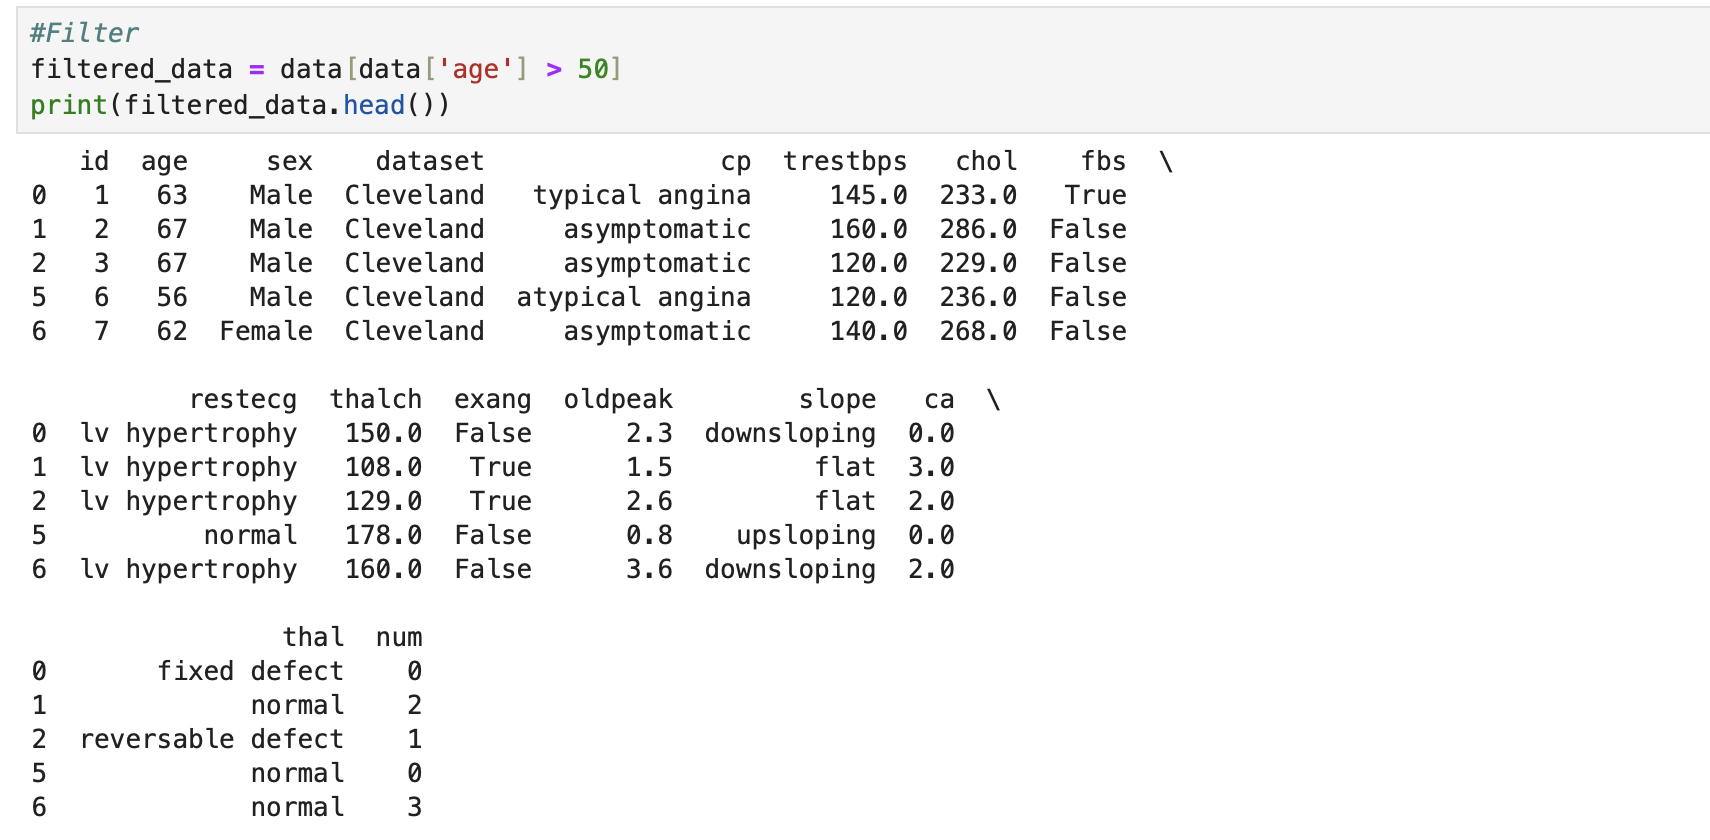 #Filter
filtered_data = data[data['age'] > 50]
print(filtered_data.head())
   id  age     sex    dataset               cp  trestbps   chol    fbs  \
0   1   63    Male  Cleveland   typical angina     145.0  233.0   True
1   2   67    Male  Cleveland     asymptomatic     160.0  286.0  False
2   3   67    Male  Cleveland     asymptomatic     120.0  229.0  False
5   6   56    Male  Cleveland  atypical angina     120.0  236.0  False
6   7   62  Female  Cleveland     asymptomatic     140.0  268.0  False
          restecg  thalch  exang  oldpeak        slope   ca  \
0  lv hypertrophy   150.0  False      2.3  downsloping  0.0
1  lv hypertrophy   108.0   True      1.5         flat  3.0
2  lv hypertrophy   129.0   True      2.6         flat  2.0
5          normal   178.0  False      0.8    upsloping  0.0
6  lv hypertrophy   160.0  False      3.6  downsloping  2.0
                thal  num
0       fixed defect    0
1             normal    2
2  reversable defect    1
5             normal    0
6             normal    3